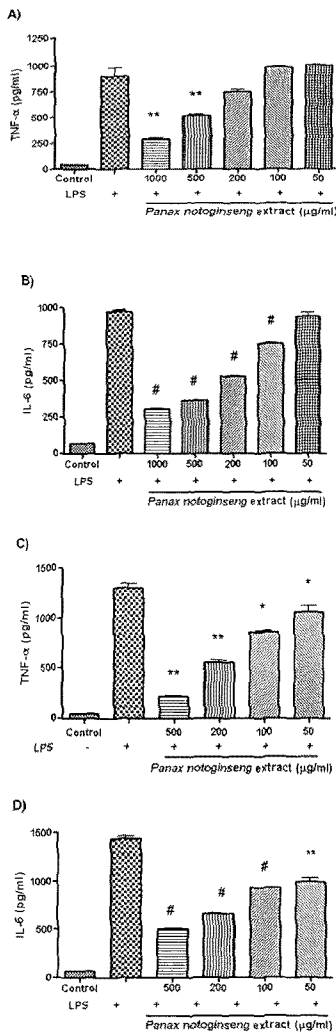 A)
1250
1000
750
500
250
0
TNF-α (pg/ml)
** **
Control 1000 500 200 100 50
LPS + + + + + +
Panax notoginseng extract (μg/ml)
B)
1000
750
500
250
0
IL-6 (pg/ml)
# # # #
Control 1000 500 200 100 50
LPS + + + + + +
Panax notoginseng extract (μg/ml)
C)
1500
1000
500
0
TNF-α (pg/ml)
** ** * *
Control 500 200 100 50
LPS - + + + + +
Panax notoginseng extract (μg/ml)
D)
1500
1000
500
0
IL-6 (pg/ml)
# # # **
Control 500 200 100 50
LPS + + + + +
Panax notoginseng extract (μg/ml)